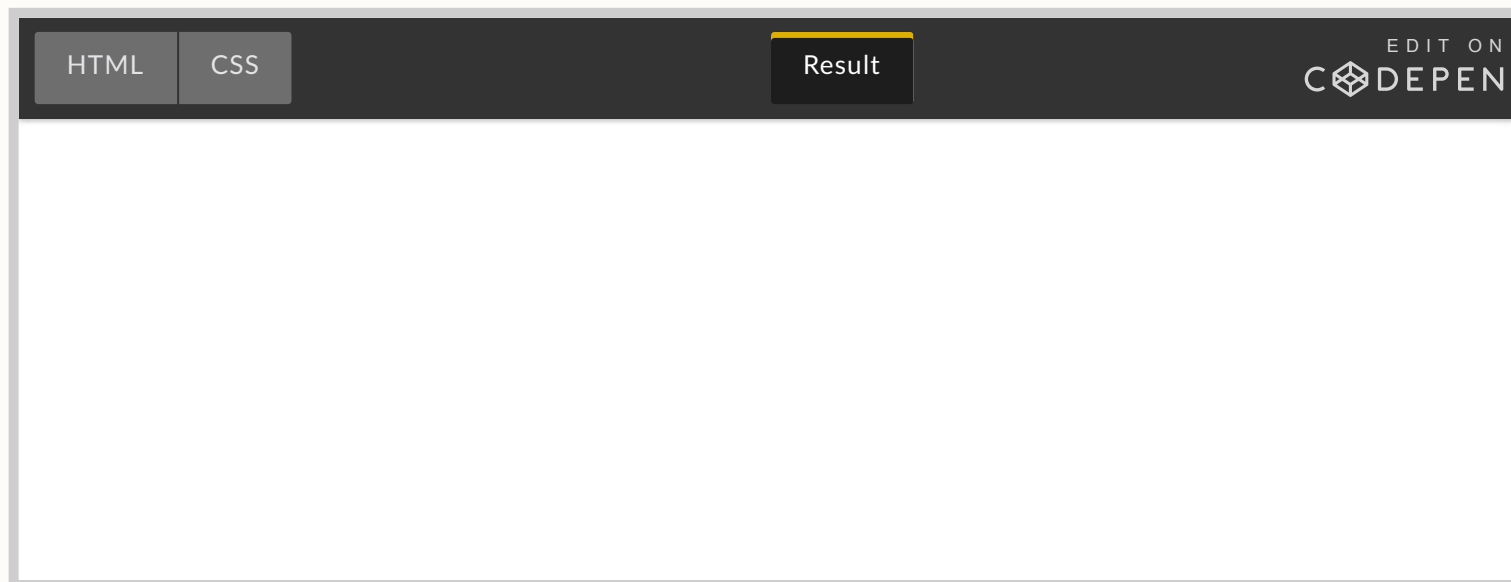 HTML
CSS
Result
EDIT ON
CODEPEN